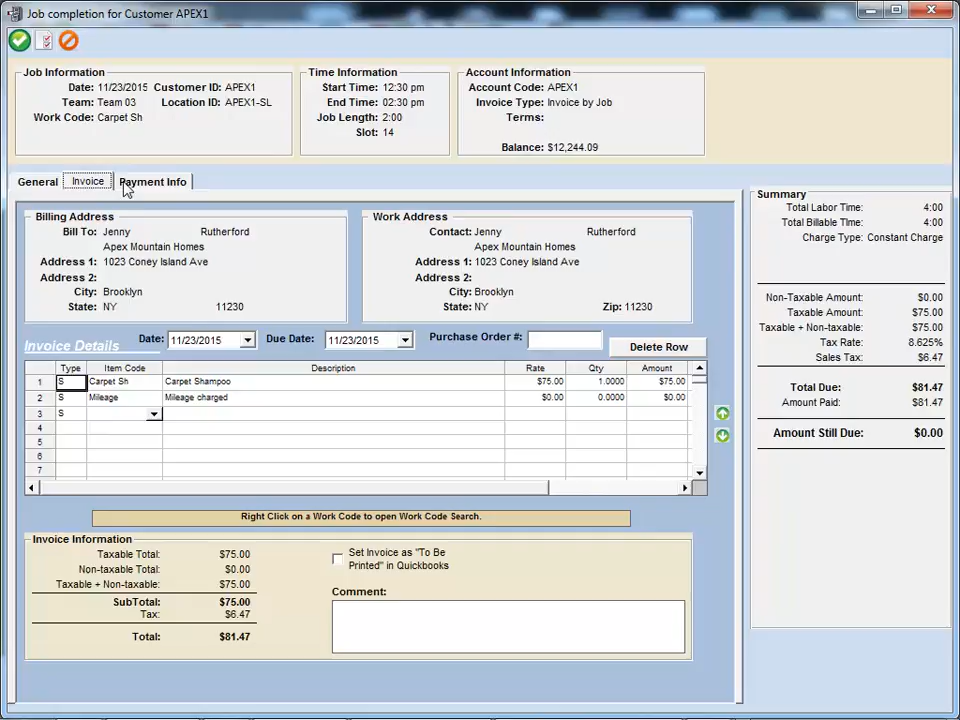 Job completion for Customer APEX1
Job Information
Date: 11/23/2015 Customer ID: APEX1
Team: Team 03 Location ID: APEX1-SL
Work Code: Carpet Sh
Time Information
Start Time: 12:30 pm
End Time: 02:30 pm
Job Length: 2:00
Slot: 14
Account Information
Account Code: APEX1
Invoice Type: Invoice by Job
Terms:
Balance: $12,244.09
General Invoice Payment Info
Billing Address
Bill To: Jenny Rutherford
Apex Mountain Homes
Address 1: 1023 Coney Island Ave
Address 2:
City: Brooklyn
State: NY 11230
Work Address
Contact: Jenny Rutherford
Apex Mountain Homes
Address 1: 1023 Coney Island Ave
Address 2:
City: Brooklyn
State: NY Zip: 11230
Invoice Details Date: 11/23/2015 Due Date: 11/23/2015 Purchase Order #:
Delete Row
Type Item Code Description Rate Qty Amount
1 S Carpet Sh Carpet Shampoo $75.00 1.0000 $75.00
2 S Mileage Mileage charged $0.00 0.0000 $0.00
3 S
4
5
6
7
Right Click on a Work Code to open Work Code Search.
Invoice Information
Taxable Total: $75.00
Non-taxable Total: $0.00
Taxable + Non-taxable: $75.00
SubTotal: $75.00
Tax: $6.47
Total: $81.47
Set Invoice as "To Be
Printed" in Quickbooks
Comment:
Summary
Total Labor Time: 4:00
Total Billable Time: 4:00
Charge Type: Constant Charge
Non-Taxable Amount: $0.00
Taxable Amount: $75.00
Taxable + Non-taxable: $75.00
Tax Rate: 8.625%
Sales Tax: $6.47
Total Due: $81.47
Amount Paid: $81.47
Amount Still Due: $0.00